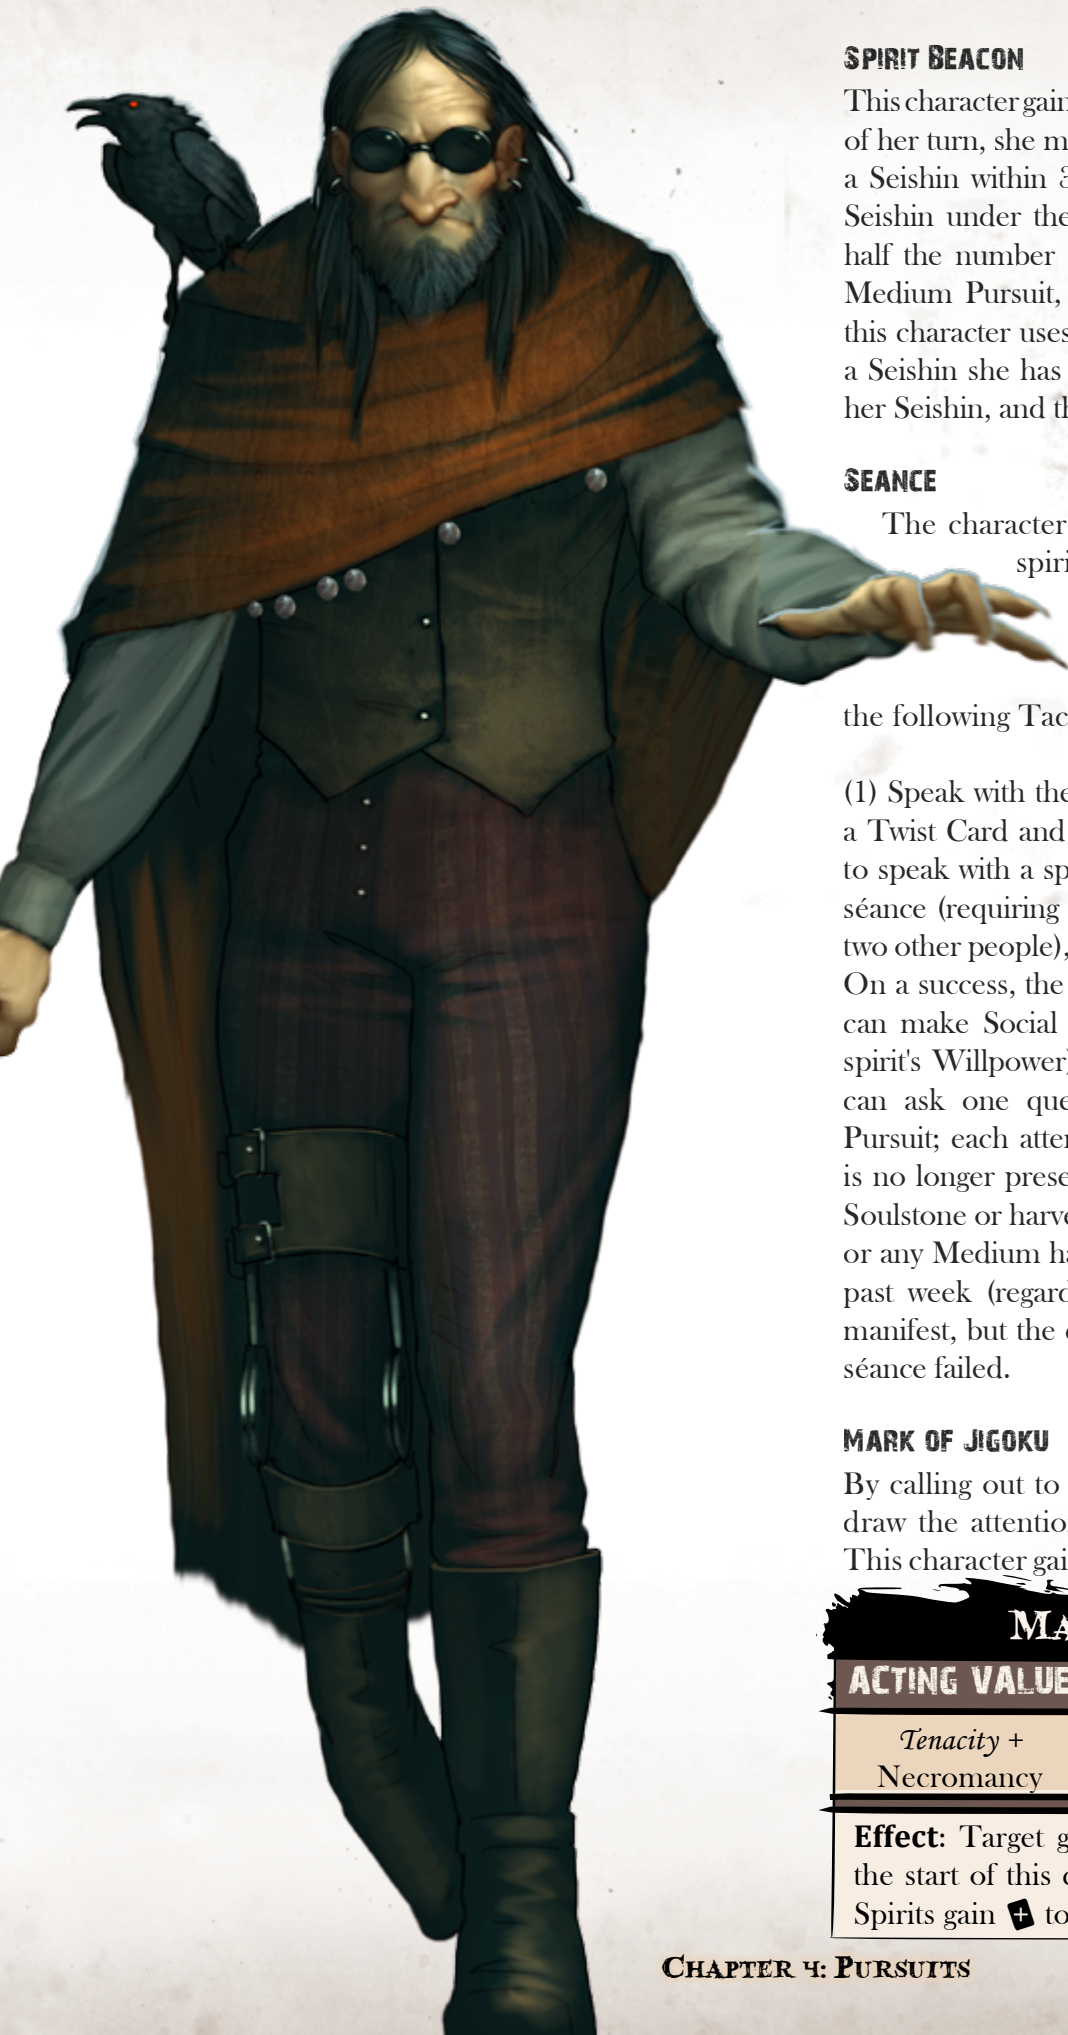 SPIRIT BEACON
This character gain
of her turn, she m
a Seishin within 3
Seishin under the
half the number
Medium Pursuit,
this character uses
a Seishin she has
her Seishin, and th
SEANCE
The character
spiri
the following Tac
(1) Speak with the
a Twist Card and
to speak with a sp
séance (requiring
two other people),
On a success, the
can make Social
spirit's Willpower)
can ask one que
Pursuit; each atte
is no longer prese
Soulstone or harve
or any Medium ha
past week (regard
manifest, but the
séance failed.
MARK OF JIGOKU
By calling out to
draw the attentio
This character gai
MA
ACTING VALUE
Tenacity +
Necromancy
Effect: Target g
the start of this
Spirits gain + to
CHAPTER 4: PURSUITS